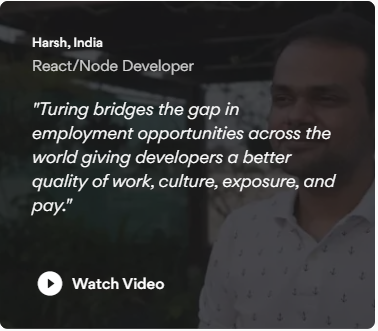 Harsh, India
React/Node Developer
"Turing bridges the gap in
employment opportunities across the
world giving developers a better
quality of work, culture, exposure, and
pay."
Watch Video